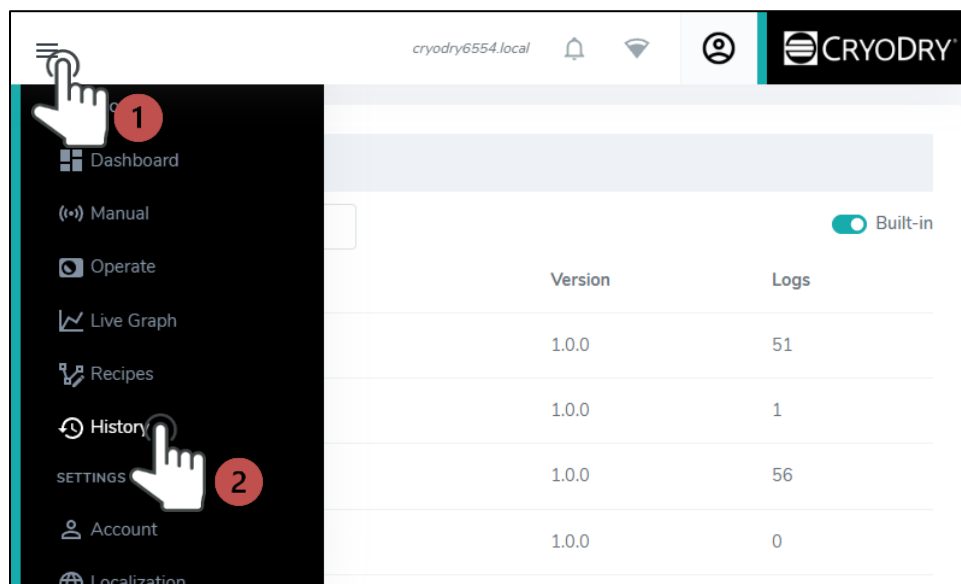 cryodry6554.local
CRYODRY
1
Dashboard
Manual
Built-in
Operate
Version Logs
Live Graph
1.0.0 51
Recipes
1.0.0 1
History
SETTINGS
2
1.0.0 56
Account
1.0.0 0
Localization